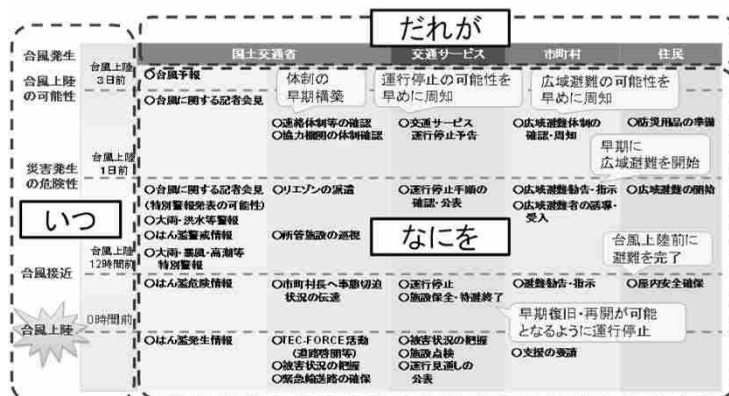 だれが
国土交通省
交通サービス
市町村
住民
台風発生
台風上陸
の可能性
台風上陸
3日前
災害発生
の危険性
台風上陸
1日前
いつ
台風接近
台風上陸
12時間前
台風上陸
0時間前
なにを
○台風予報
体制の
早期構築
運行停止の可能性を
早めに周知
広域避難の可能性を
早めに周知
○台風に関する記者会見
○連絡体制等の確認
○協力機関の体制確認
○交通サービス
運行停止予告
○広域避難体制の
確認・周知
○防災用品の準備
早期に
広域避難を開始
○台風に関する記者会見
(特別警報発表の可能性)
○大雨・洪水等警報
○はん濫警戒情報
○大雨・暴風・高潮等
特別警報
○リエゾンの派遣
○所管施設の巡視
○運行停止手順の
確認・公表
○広域避難勧告・指示
○広域避難者の誘導・
受入
○広域避難の開始
台風上陸前に
避難を完了
○はん濫危険情報
○市町村長へ事態切迫
状況の伝達
○運行停止
○施設保全・待避終了
○避難勧告・指示
○屋内安全確保
早期復旧・再開が可能
となるように運行停止
○はん濫発生情報
○TEC-FORCE活動
(道路啓開等)
○被害状況の把握
○緊急輸送路の確保
○被害状況の把握
○施設点検
○運行見通しの
公表
○支援の要請